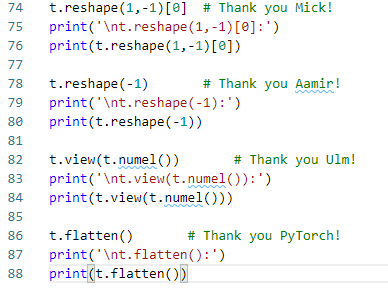 74 t.reshape(1,-1)[0]  # Thank you Mick!
75 print('\nt.reshape(1,-1)[0]:')
76 print(t.reshape(1,-1)[0])
77
78 t.reshape(-1)       # Thank you Aamir!
79 print('\nt.reshape(-1):')
80 print(t.reshape(-1))
81
82 t.view(t.numel())       # Thank you Ulm!
83 print('\nt.view(t.numel()):')
84 print(t.view(t.numel()))
85
86 t.flatten()       # Thank you PyTorch!
87 print('\nt.flatten():')
88 print(t.flatten())